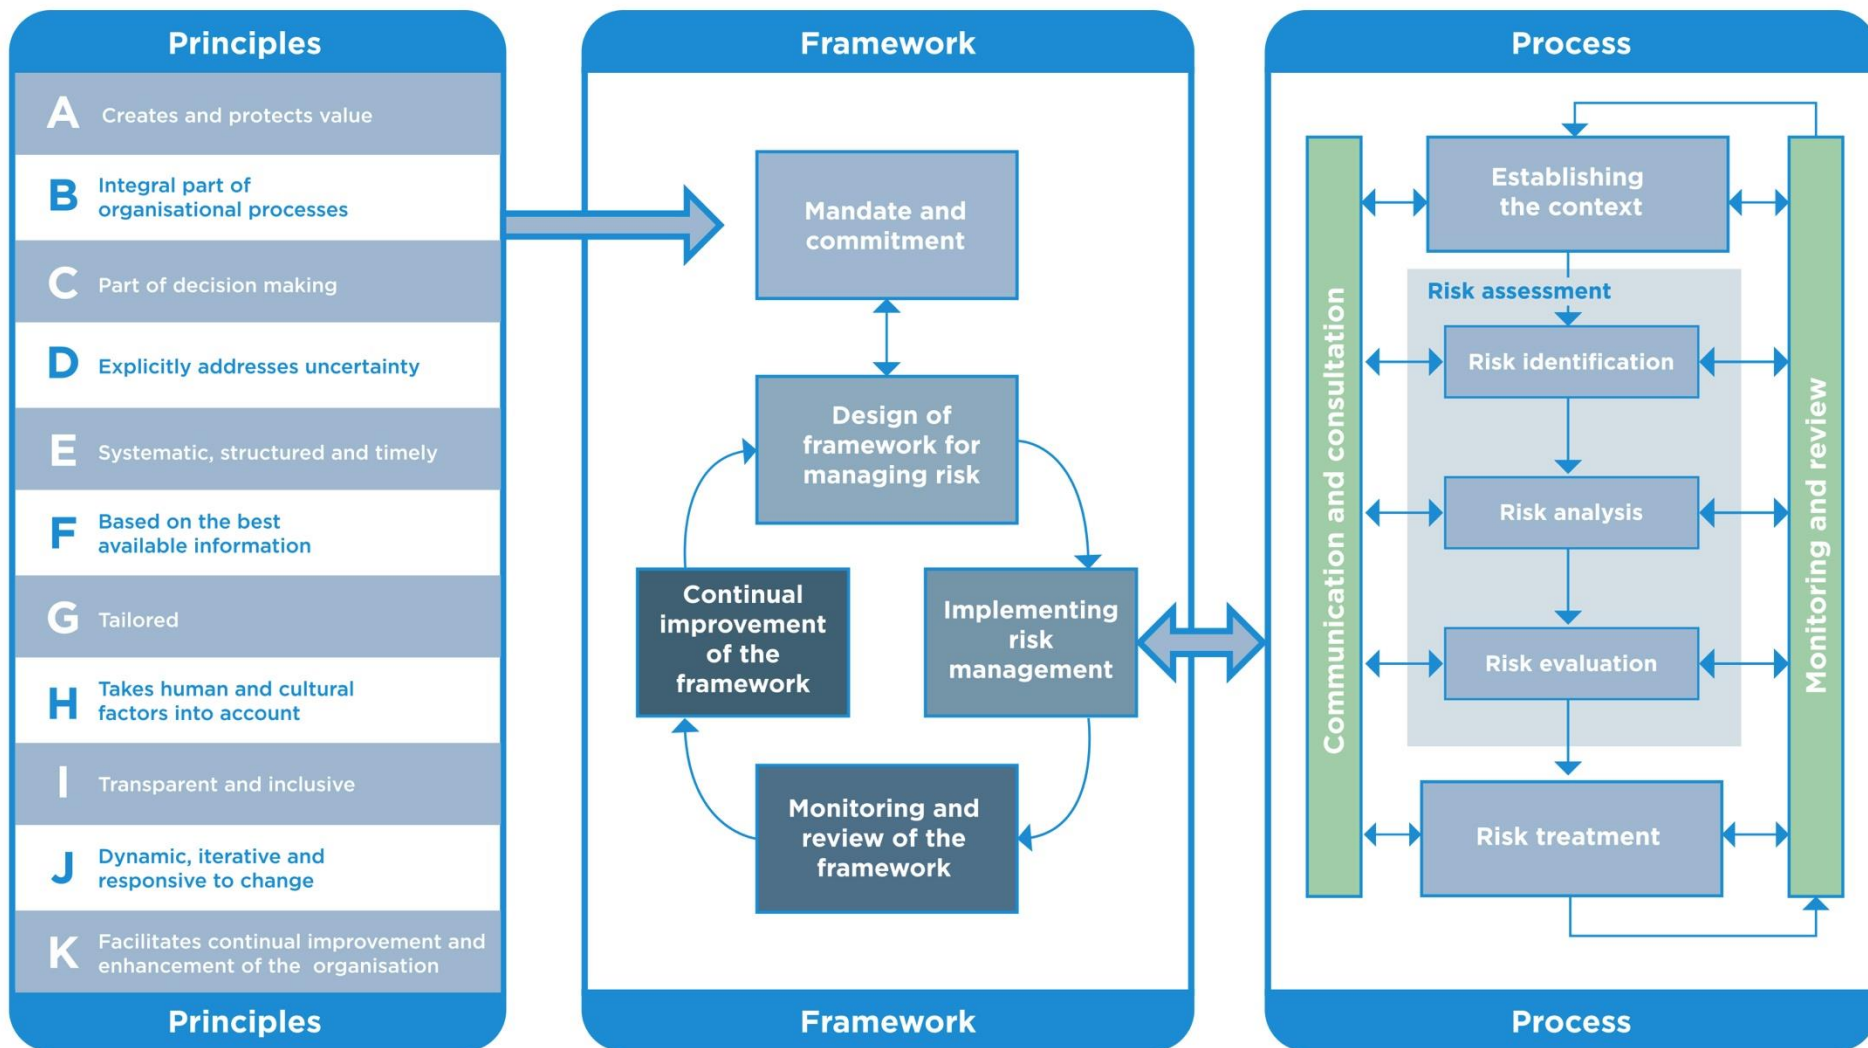 Principles
A
Creates and protects value
B
Integral part of
organisational processes
C
Part of decision making
D
Explicitly addresses uncertainty
E
Systematic, structured and timely
F
Based on the best
available information
G
Tailored
H
Takes human and cultural
factors into account
I
Transparent and inclusive
J
Dynamic, iterative and
responsive to change
K
Facilitates continual improvement and
enhancement of the organisation
Principles
Framework
Mandate and
commitment
Design of
framework for
managing risk
Continual
improvement
of the
framework
Implementing
risk
management
Monitoring and
review of the
framework
Framework
Process
Communication and consultation
Establishing
the context
Risk assessment
Risk identification
Risk analysis
Risk evaluation
Risk treatment
Monitoring and review
Process